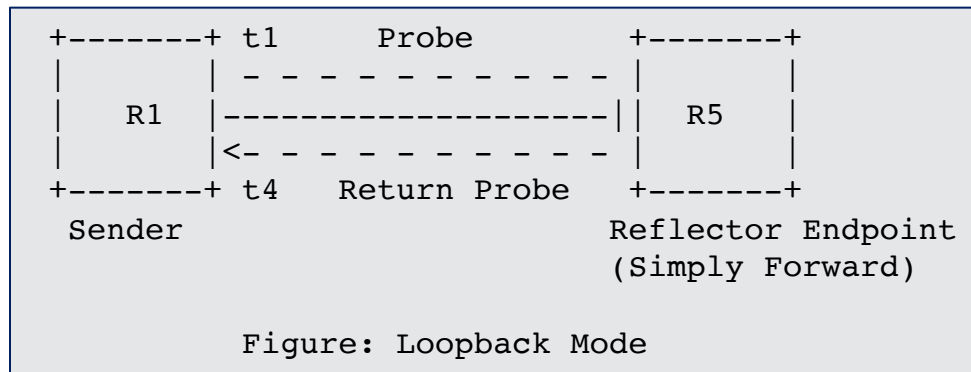 +-------+ t1     Probe        +-------+
|       | - - - - - - - - - - |       |
|   R1  |--------------------||  R5   |
|       |<- - - - - - - - - - |       |
+-------+ t4   Return Probe   +-------+
Sender                       Reflector Endpoint
(Simply Forward)
Figure: Loopback Mode